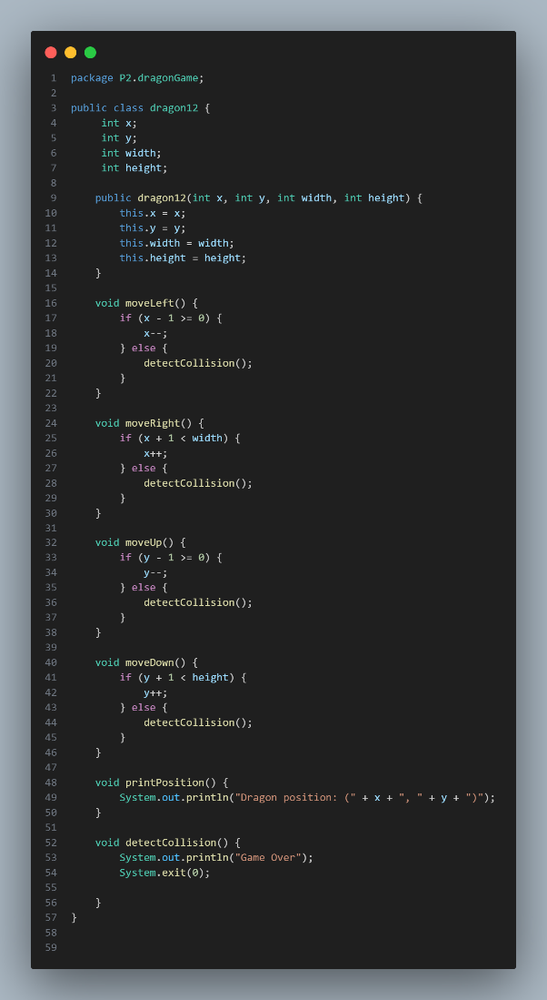 1 package P2.dragonGame;
2
3 public class dragon12 {
4      int x;
5      int y;
6      int width;
7      int height;
8
9     public dragon12(int x, int y, int width, int height) {
10         this.x = x;
11         this.y = y;
12         this.width = width;
13         this.height = height;
14     }
15
16     void moveLeft() {
17         if (x - 1 >= 0) {
18             x--;
19         } else {
20             detectCollision();
21         }
22     }
23
24     void moveRight() {
25         if (x + 1 < width) {
26             x++;
27         } else {
28             detectCollision();
29         }
30     }
31
32     void moveUp() {
33         if (y - 1 >= 0) {
34             y--;
35         } else {
36             detectCollision();
37         }
38     }
39
40     void moveDown() {
41         if (y + 1 < height) {
42             y++;
43         } else {
44             detectCollision();
45         }
46     }
47
48     void printPosition() {
49         System.out.println("Dragon position: (" + x + ", " + y + ")");
50     }
51
52     void detectCollision() {
53         System.out.println("Game Over");
54         System.exit(0);
55
56     }
57 }
58
59